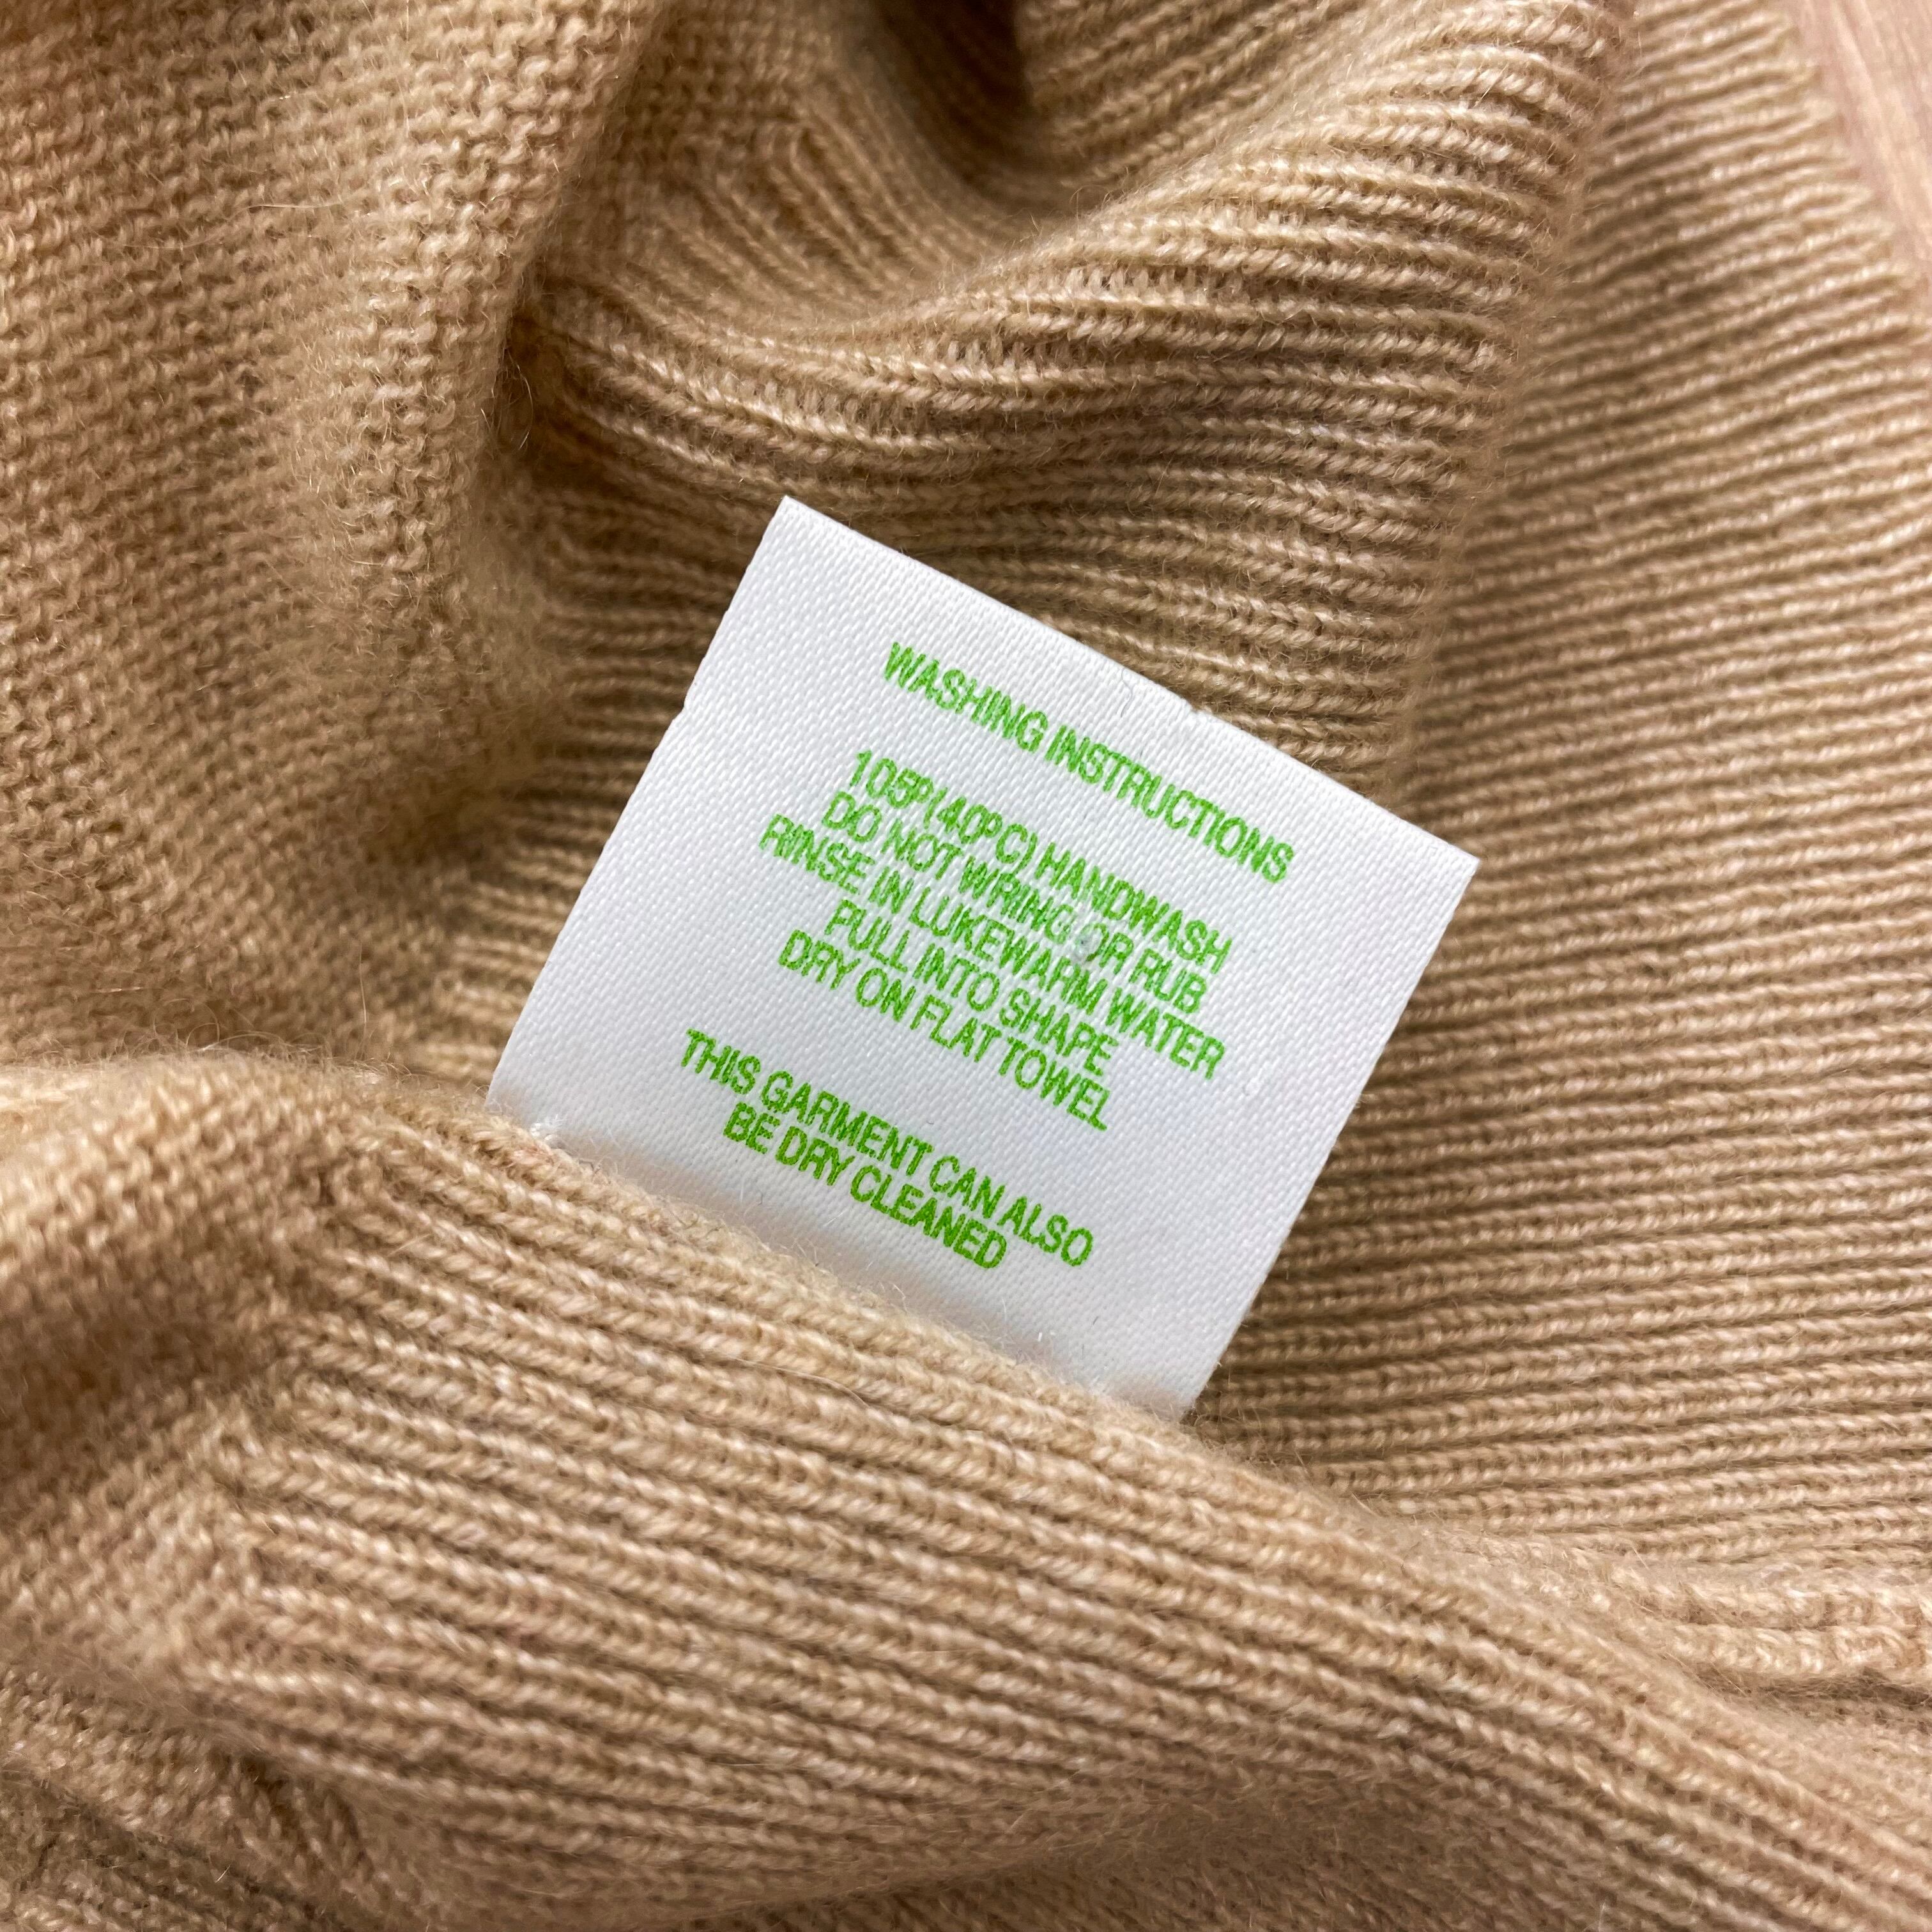 WASHING INSTRUCTIONS
105º(40ºC) HANDWASH
DO NOT WRING OR RUB
RINSE IN LUKEWARM WATER
PULL INTO SHAPE
DRY ON FLAT TOWEL
THIS GARMENT CAN ALSO
BE DRY CLEANED